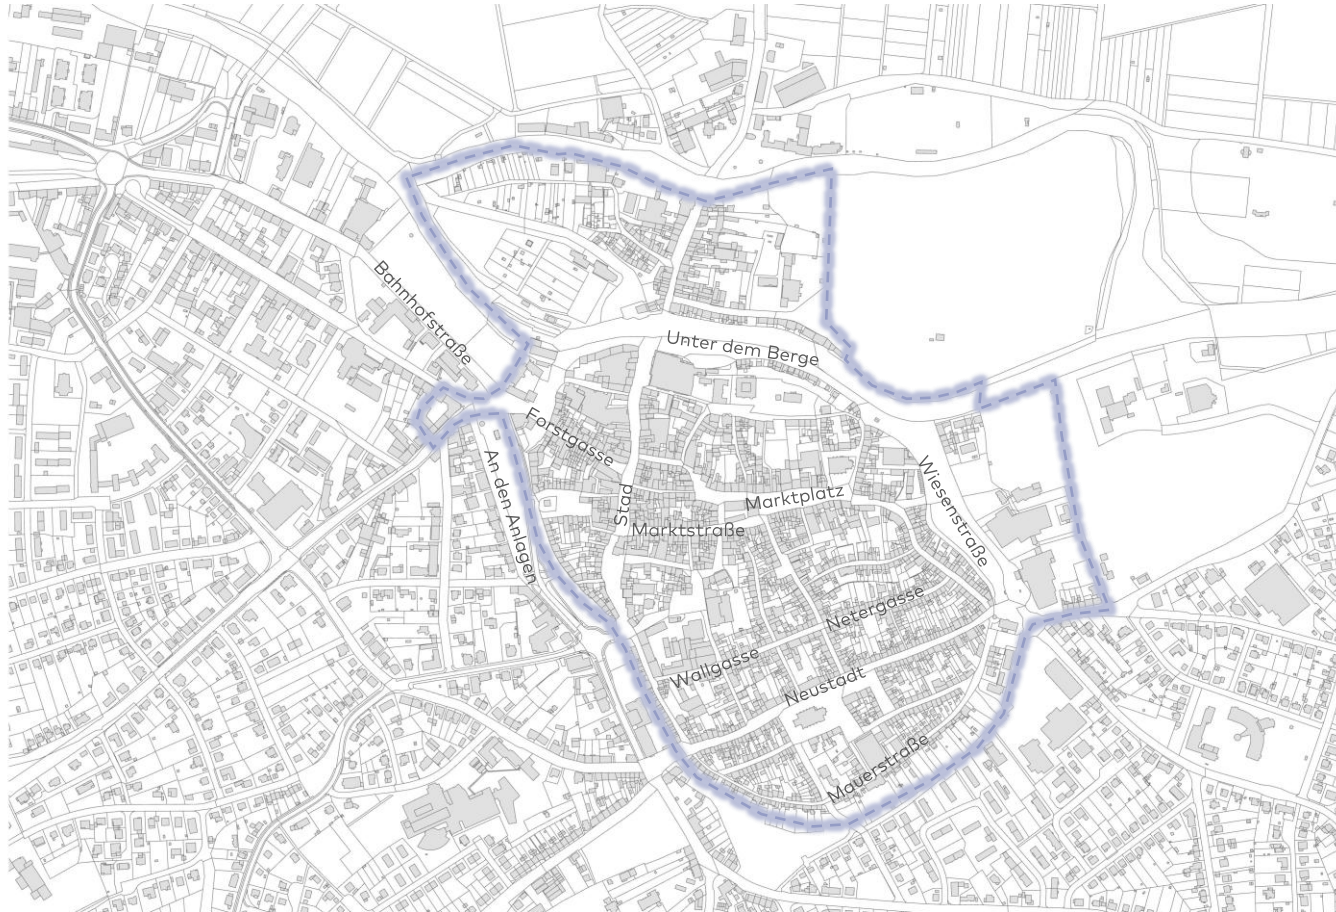 Bahnhofstraße
Unter dem Berge
Forstgasse
An den Anlagen
Stad
Marktplatz
Marktstraße
Wiesenstraße
Netergasse
Wallgasse
Neustadt
Mauerstraße